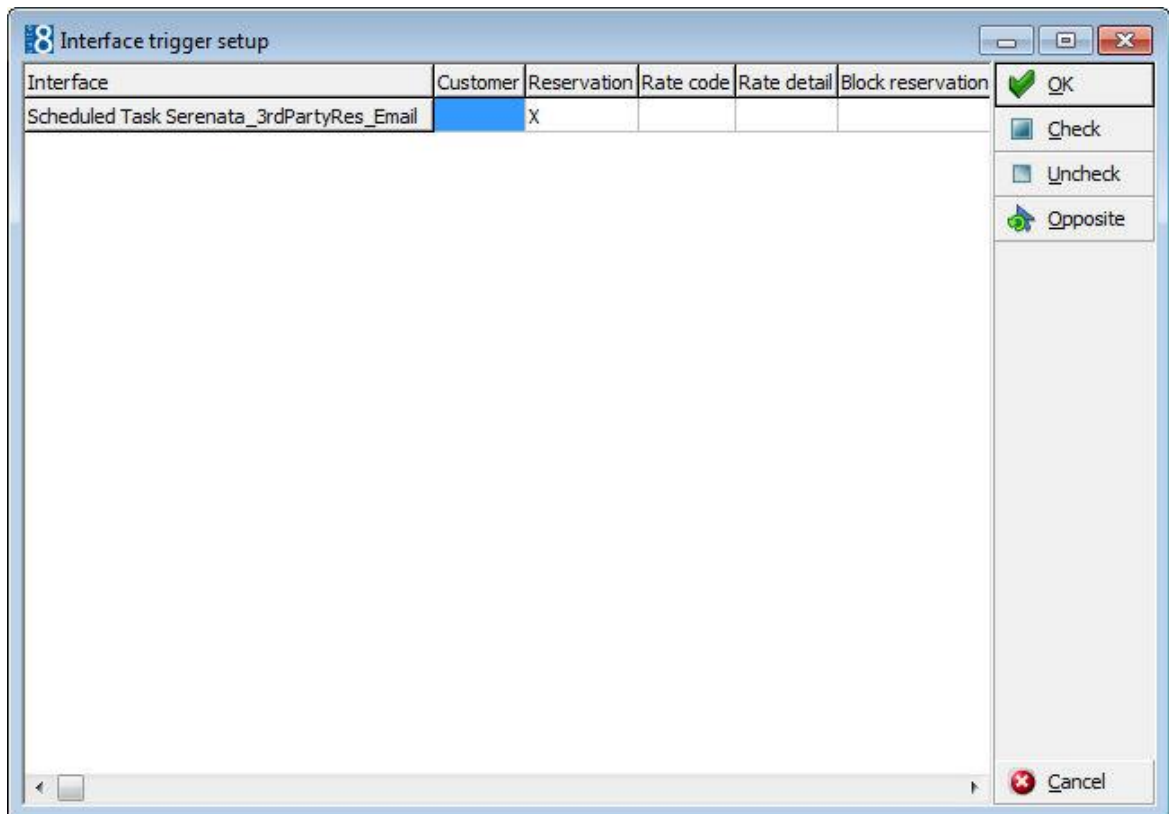 8 Interface trigger setup
Interface Customer Reservation Rate code Rate detail Block reservation
Scheduled Task Serenata_3rdPartyRes_Email X
OK
Check
Uncheck
Opposite
Cancel